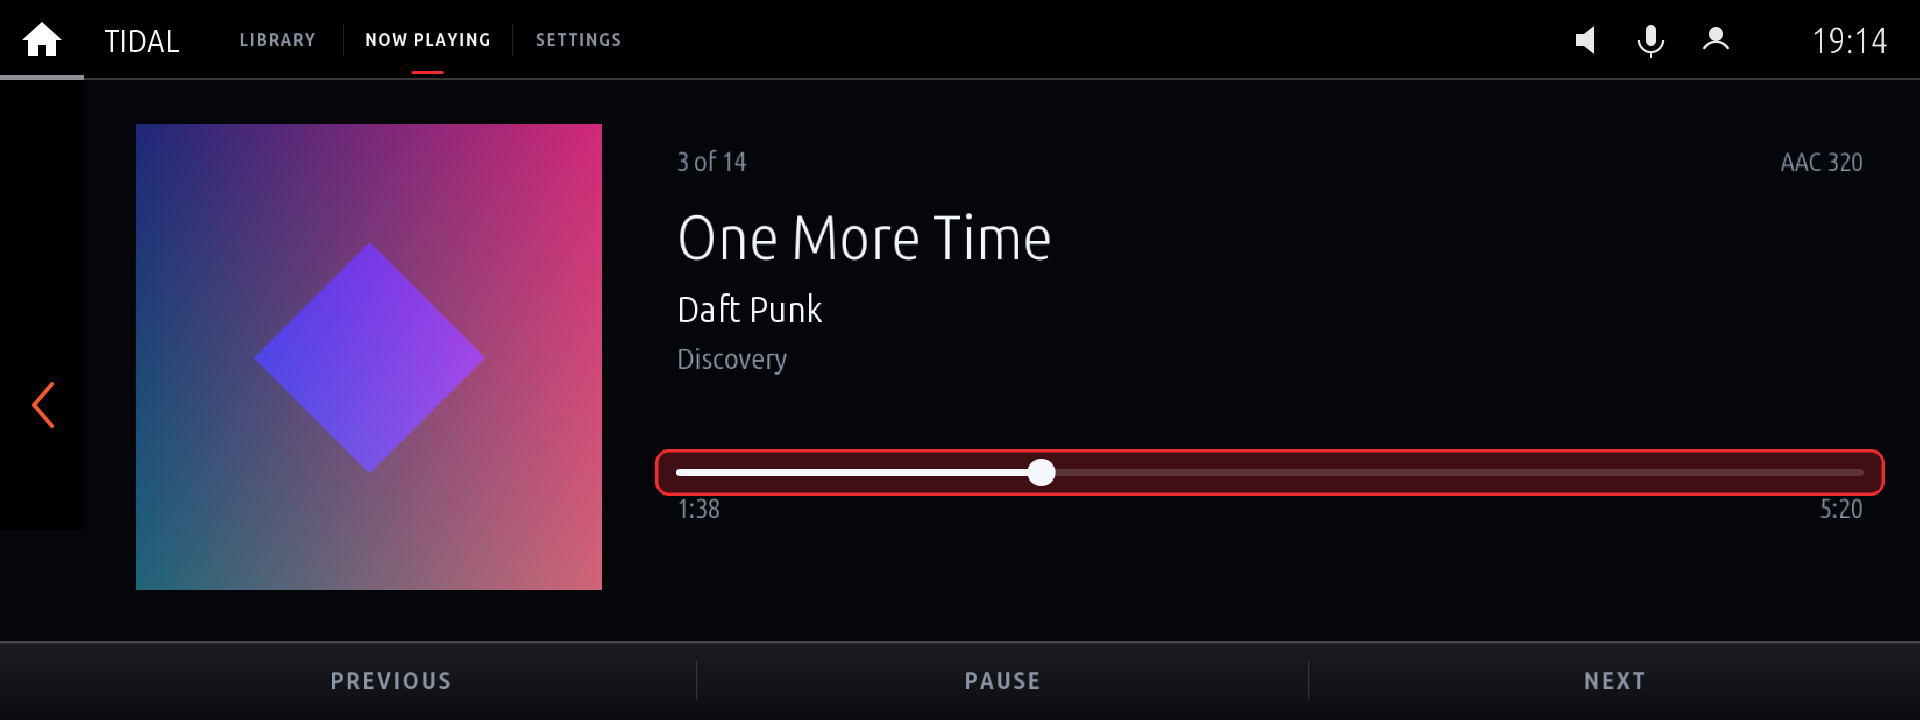 TIDAL
LIBRARY
NOW PLAYING
SETTINGS
19:14
3 of 14
AAC 320
One More Time
Daft Punk
Discovery
1:38
5:20
PREVIOUS
PAUSE
NEXT